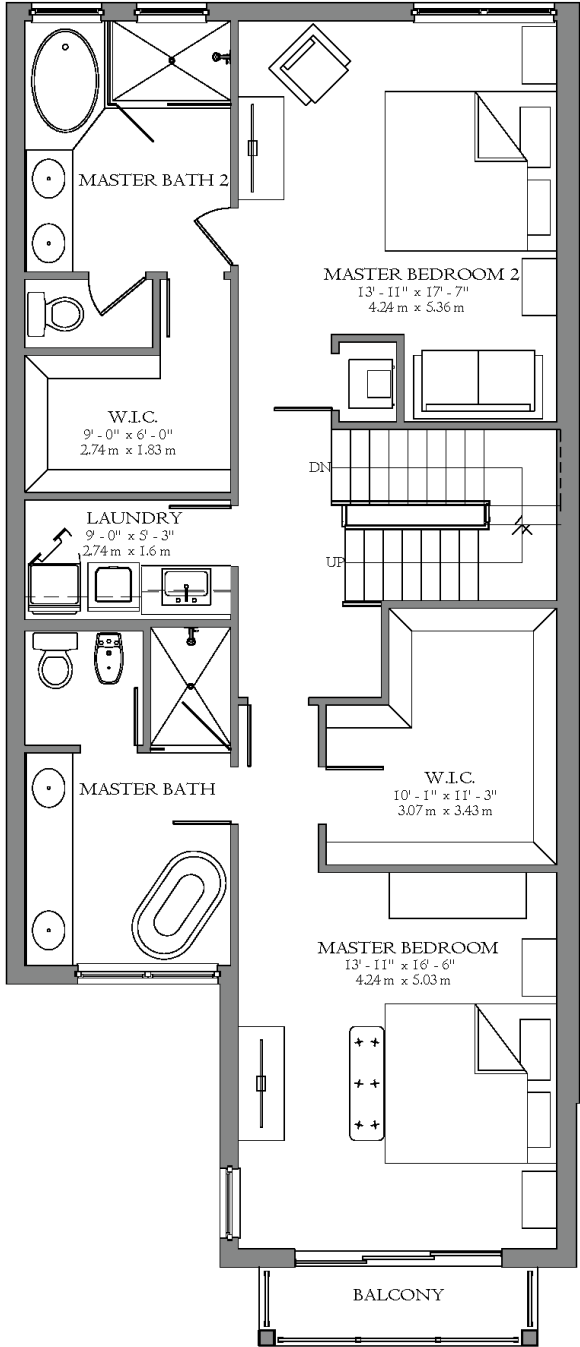 MASTER BATH 2
MASTER BEDROOM 2
13' - 11" x 17' - 7"
4.24 m x 5.36 m
W.I.C.
9' - 0" x 6' - 0"
2.74 m x 1.83 m
DN
LAUNDRY
9' - 0" x 5' - 3"
2.74 m x 1.6 m
UP
W.I.C.
10' - 1" x 11' - 3"
3.07 m x 3.43 m
MASTER BATH
MASTER BEDROOM
13' - 11" x 16' - 6"
4.24 m x 5.03 m
BALCONY